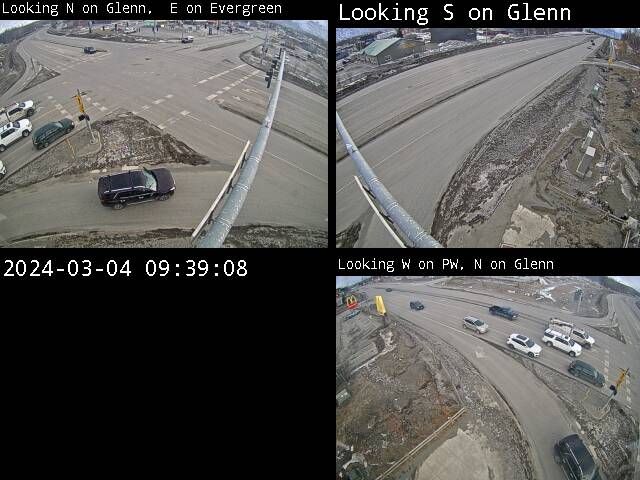 Looking N on Glenn,  E on Evergreen
Looking S on Glenn
2024-03-04 09:39:08
Looking W on PW, N on Glenn